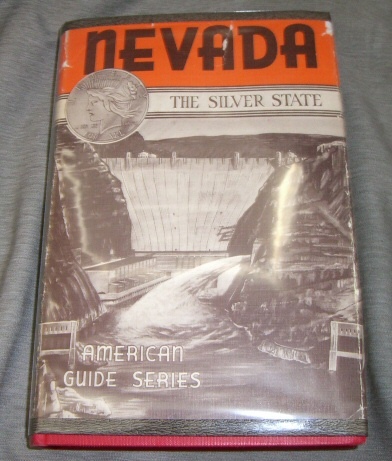 NEVADA
THE SILVER STATE
AMERICAN
GUIDE SERIES